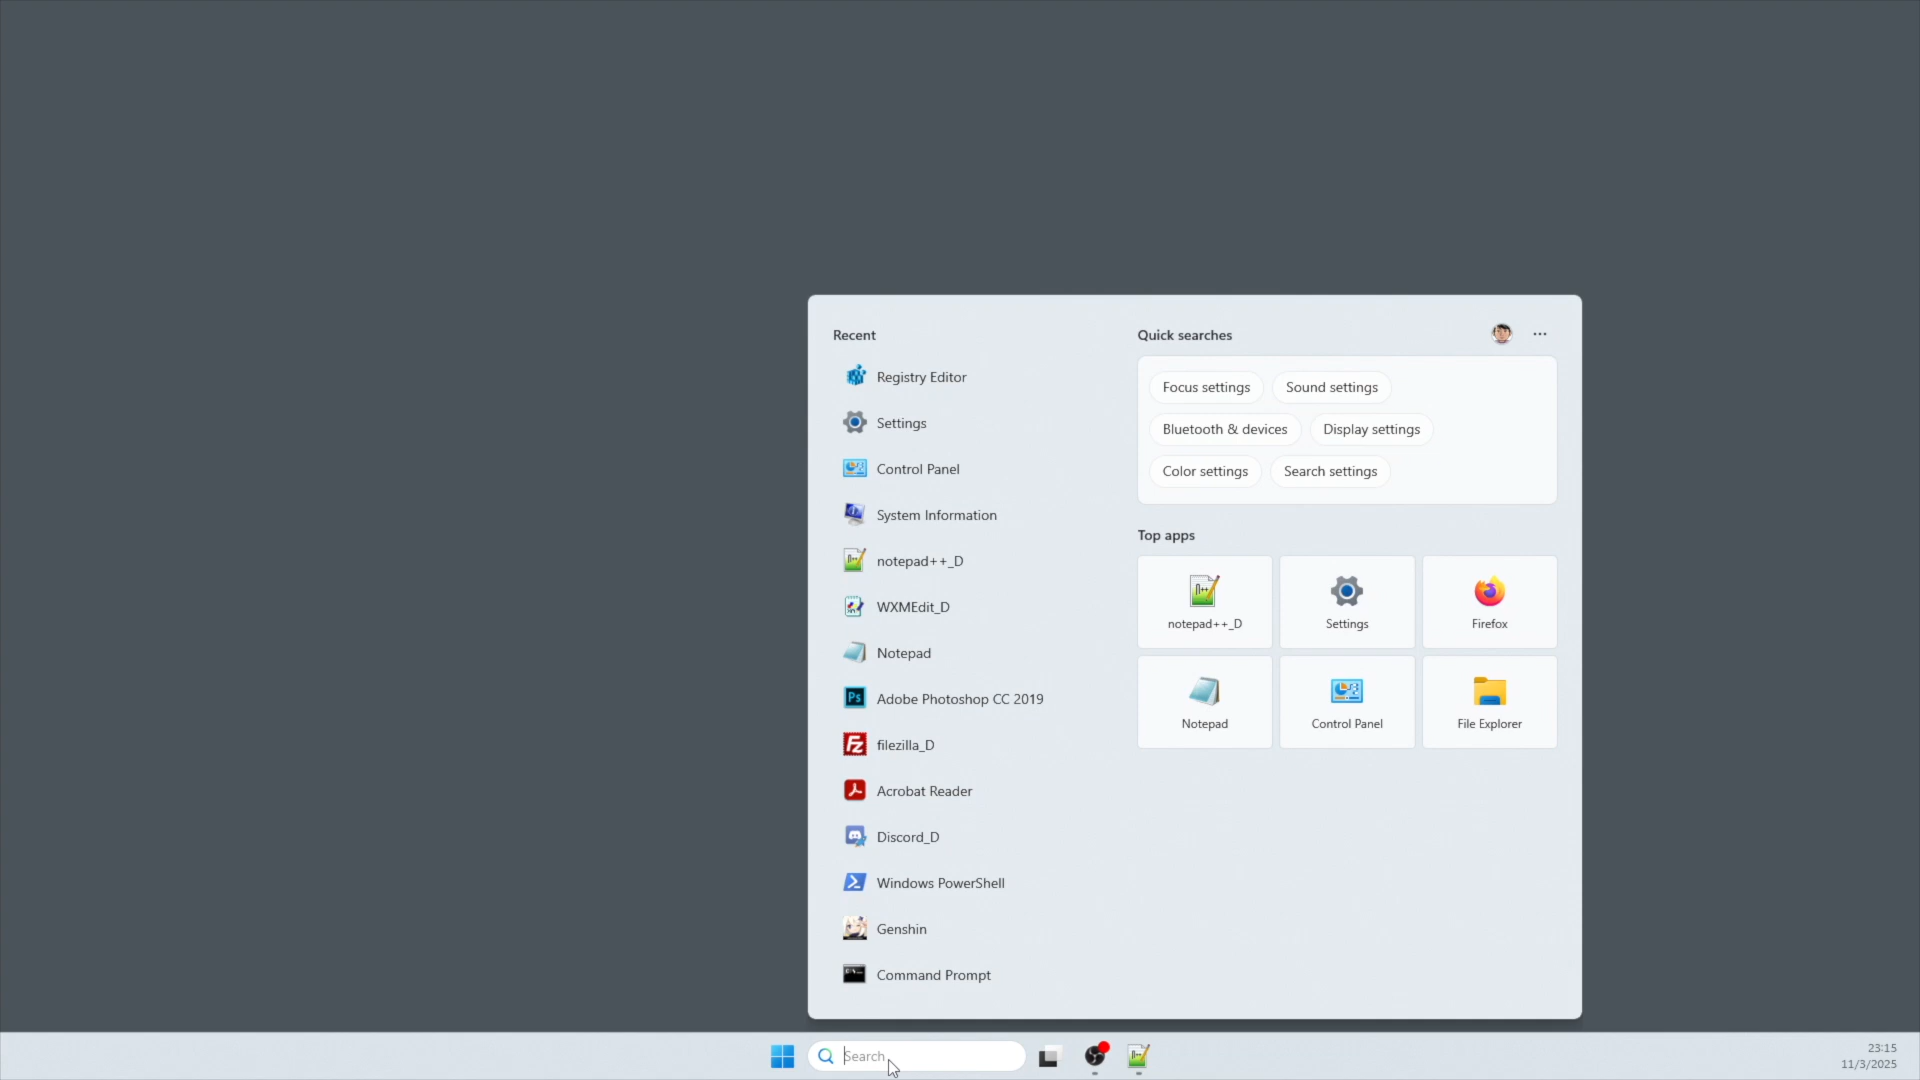 Recent
Registry Editor
Settings
Control Panel
System Information
notepad++_D
WXMEdit_D
Notepad
Adobe Photoshop CC 2019
filezilla_D
Acrobat Reader
Discord_D
Windows PowerShell
Genshin
Command Prompt
Quick searches
Focus settings
Sound settings
Bluetooth & devices
Display settings
Color settings
Search settings
Top apps
notepad++_D
Settings
Firefox
Notepad
Control Panel
File Explorer
Search
23:15
11/3/2025